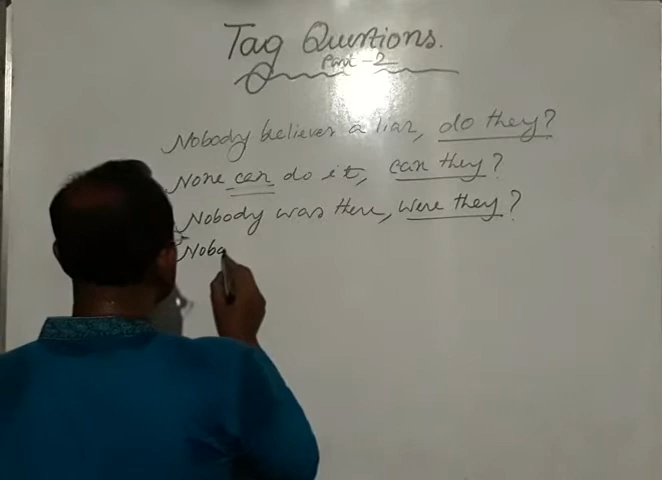 Tag Questions.
Part-2
Nobody believes a liar, do they?
None can do it, can they?
Nobody was there, were they?
Noba